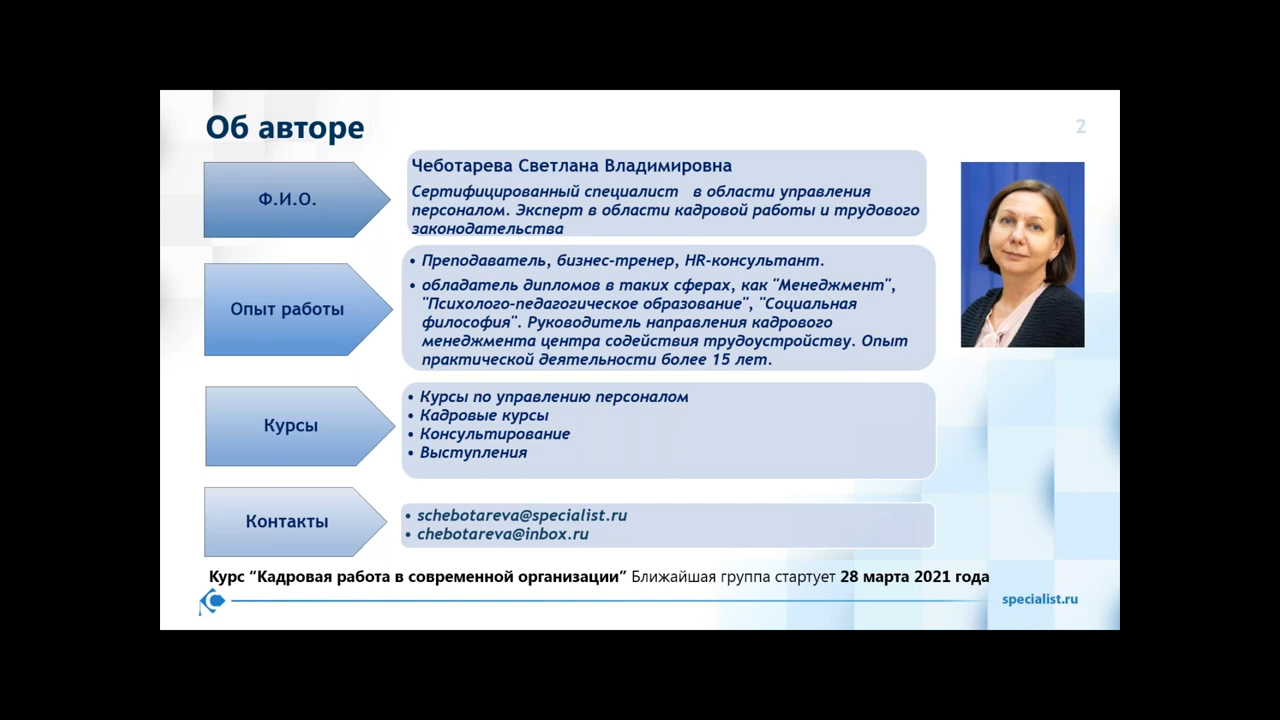 Об авторе
2
Ф.И.О.
Чеботарева Светлана Владимировна
Сертифицированный специалист в области управления
персоналом. Эксперт в области кадровой работы и трудового
законодательства
Опыт работы
• Преподаватель, бизнес-тренер, HR-консультант.
• обладатель дипломов в таких сферах, как "Менеджмент",
"Психолого-педагогическое образование", "Социальная
философия". Руководитель направления кадрового
менеджмента центра содействия трудоустройству. Опыт
практической деятельности более 15 лет.
Курсы
• Курсы по управлению персоналом
• Кадровые курсы
• Консультирование
• Выступления
Контакты
• schebotareva@specialist.ru
• chebotareva@inbox.ru
Курс “Кадровая работа в современной организации” Ближайшая группа стартует 28 марта 2021 года
specialist.ru